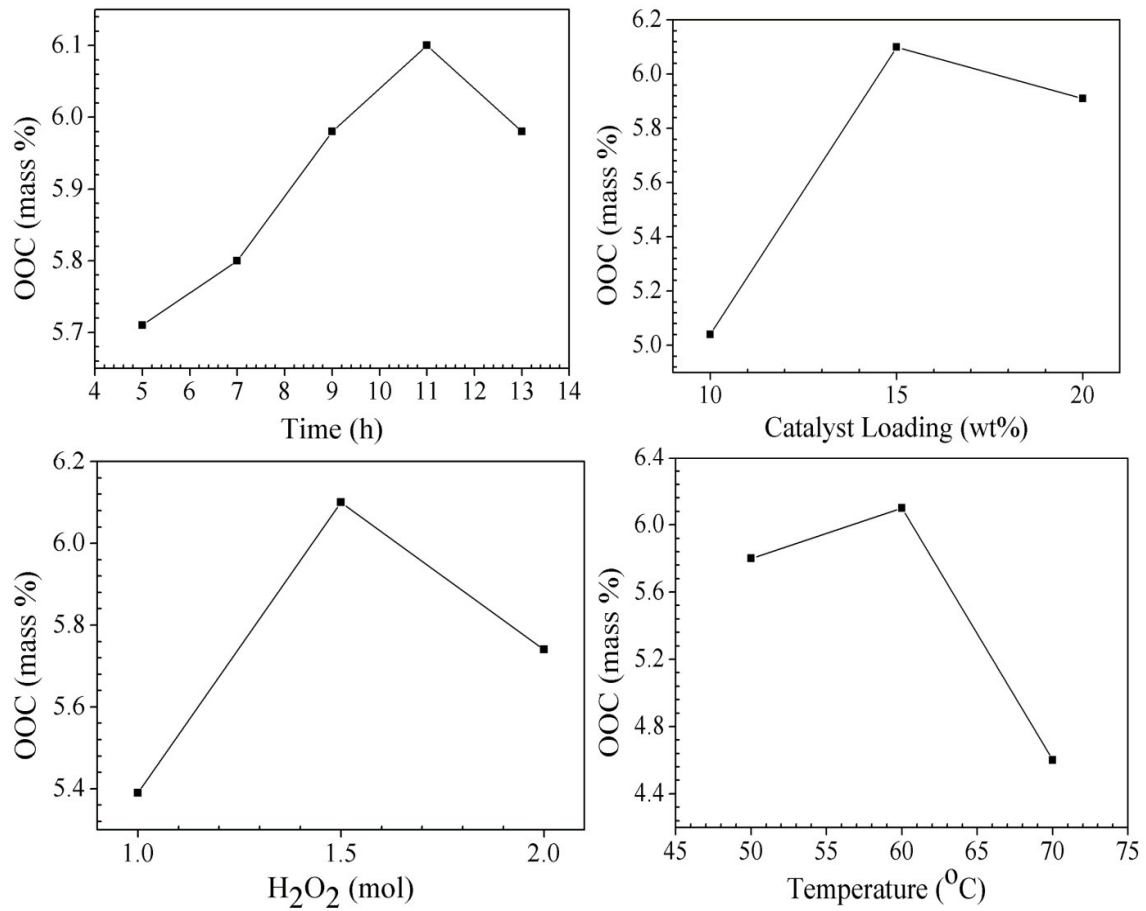 6.1
6.0
5.9
5.8
5.7
OOC (mass %)
4 5 6 7 8 9 10 11 12 13 14
Time (h)
6.2
6.0
5.8
5.6
5.4
5.2
5.0
OOC (mass %)
10 15 20
Catalyst Loading (wt%)
6.2
6.0
5.8
5.6
5.4
OOC (mass %)
1.0 1.5 2.0
H₂O₂ (mol)
6.4
6.0
5.6
5.2
4.8
4.4
OOC (mass %)
45 50 55 60 65 70 75
Temperature (°C)